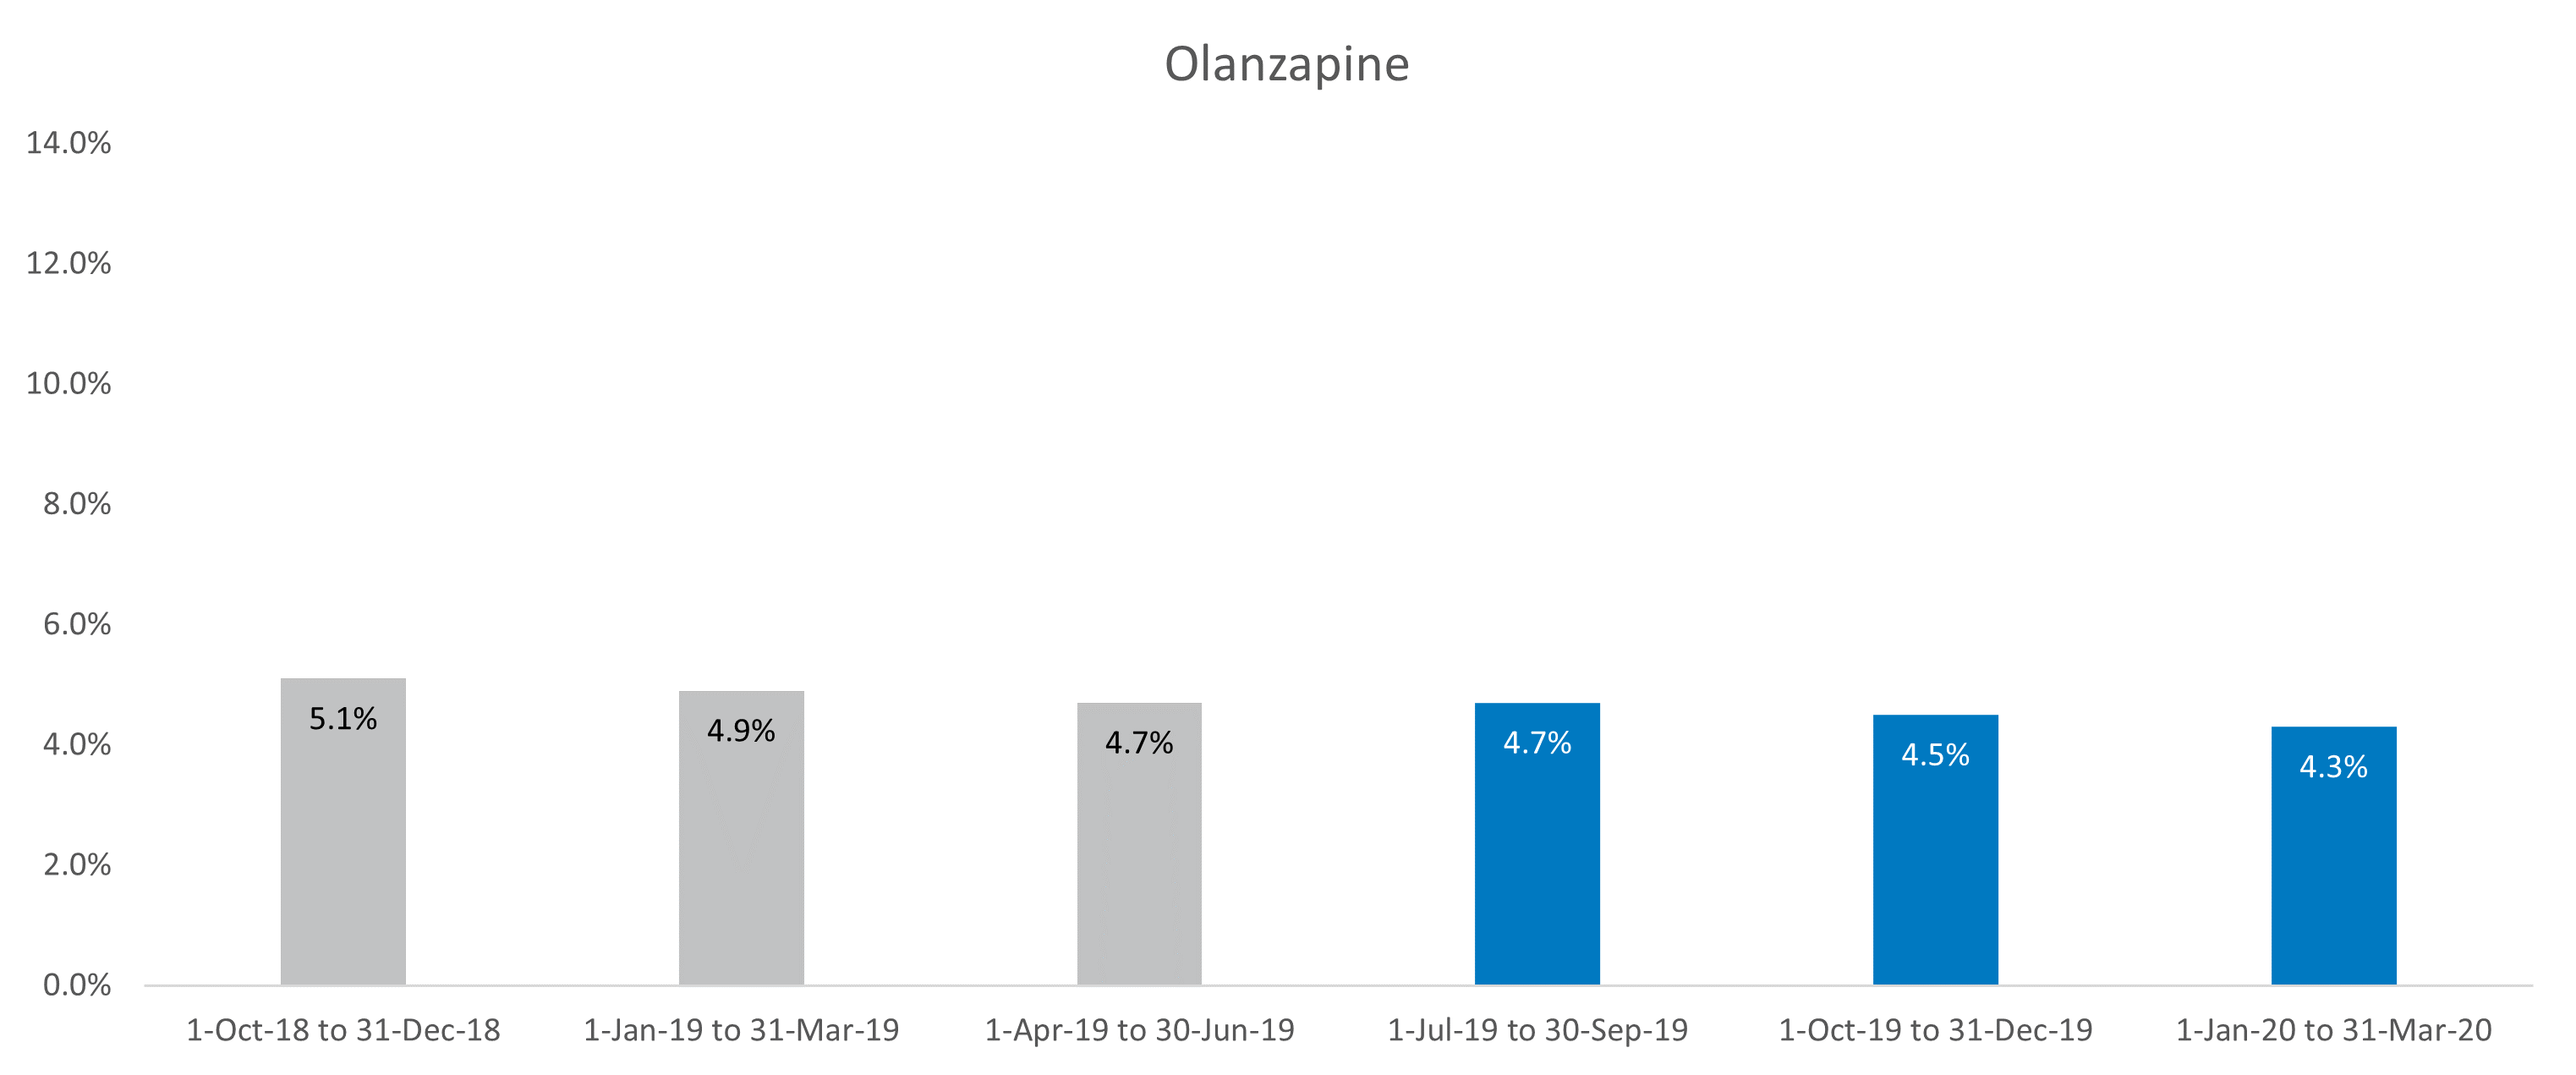 Olanzapine
14.0%
12.0%
10.0%
8.0%
6.0%
4.0%
2.0%
0.0%
5.1%
4.9%
4.7%
4.7%
4.5%
4.3%
1-Oct-18 to 31-Dec-18
1-Jan-19 to 31-Mar-19
1-Apr-19 to 30-Jun-19
1-Jul-19 to 30-Sep-19
1-Oct-19 to 31-Dec-19
1-Jan-20 to 31-Mar-20